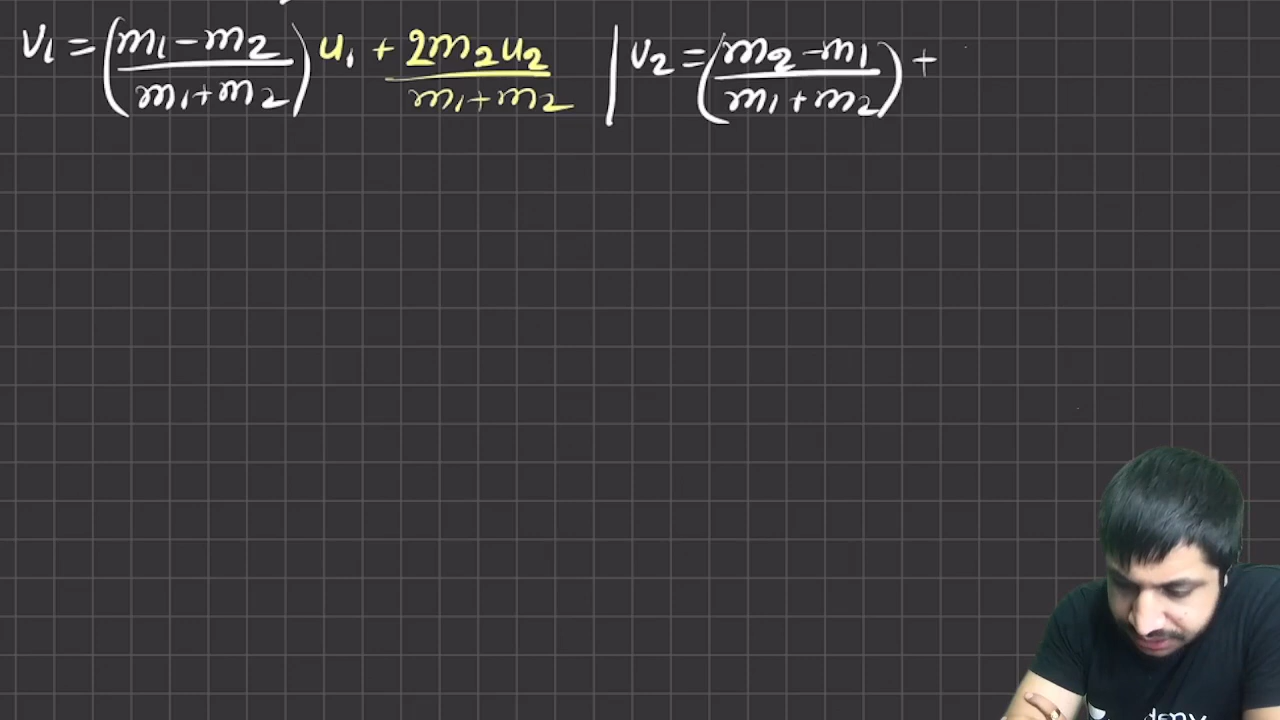 v₁ = (m₁ - m₂ / m₁ + m₂) u₁ + 2m₂u₂ / m₁ + m₂ | v₂ = (m₂ - m₁ / m₁ + m₂) +